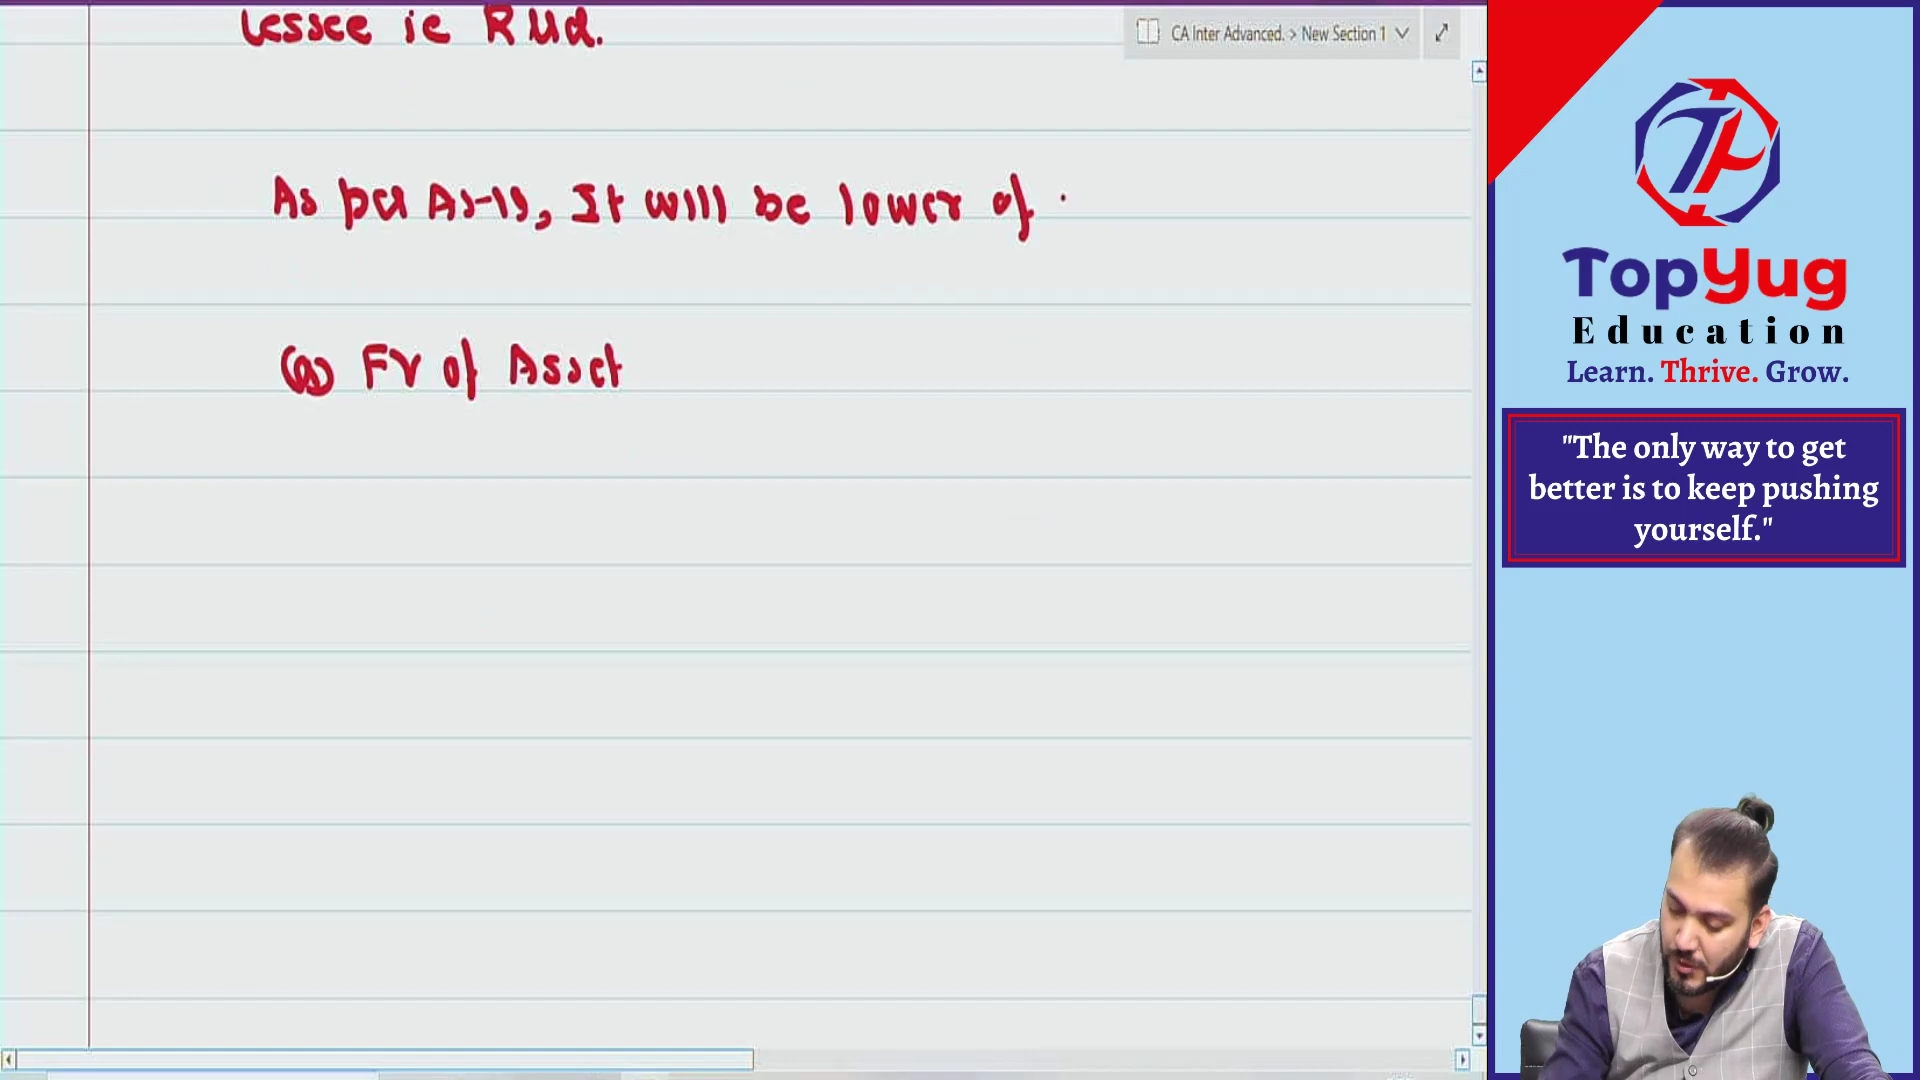 Lessee ie R Ltd.
CA Inter Advanced. > New Section 1
As per AS-19, It will be lower of :
(a) FV of Asset
TopYug
Education
Learn. Thrive. Grow.
"The only way to get
better is to keep pushing
yourself."